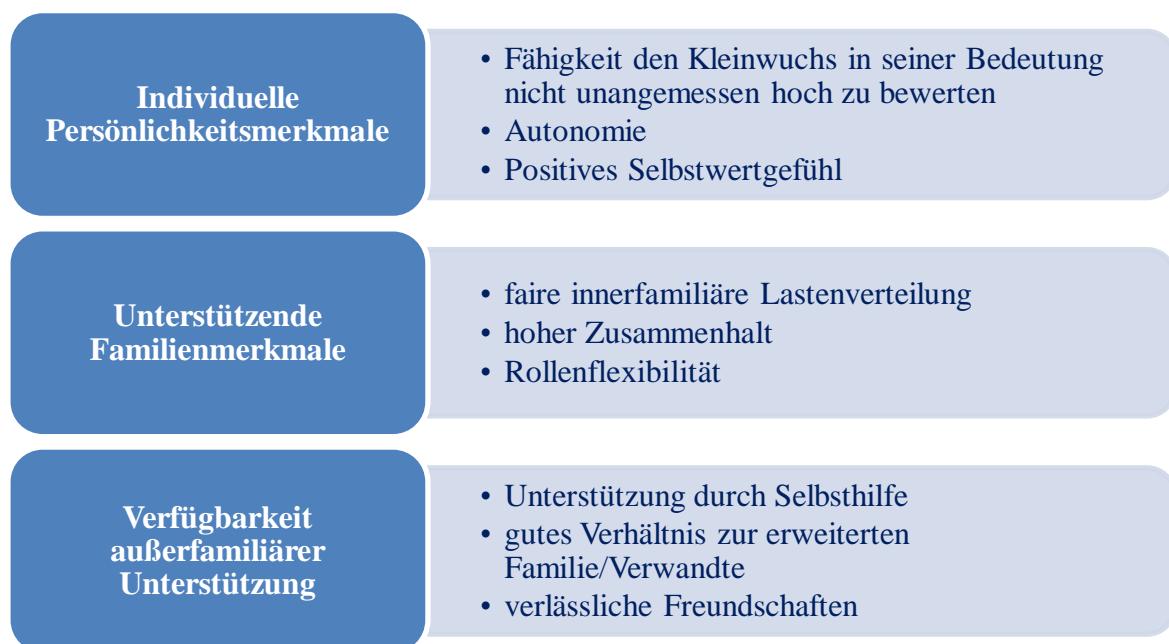 Individuelle
Persönlichkeitsmerkmale
• Fähigkeit den Kleinwuchs in seiner Bedeutung
nicht unangemessen hoch zu bewerten
• Autonomie
• Positives Selbstwertgefühl
Unterstützende
Familienmerkmale
• faire innerfamiliäre Lastenverteilung
• hoher Zusammenhalt
• Rollenflexibilität
Verfügbarkeit
außerfamiliärer
Unterstützung
• Unterstützung durch Selbsthilfe
• gutes Verhältnis zur erweiterten
Familie/Verwandte
• verlässliche Freundschaften